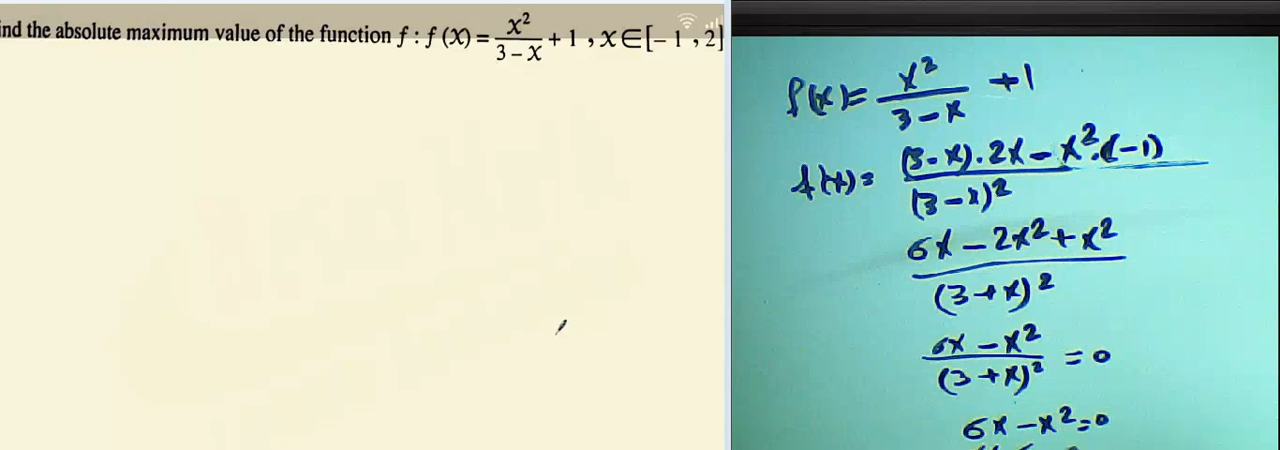 ind the absolute maximum value of the function f : f (X) = x²/(3 – x) + 1 , x ∈ [– 1 , 2]
f(x) = x²/(3 – x) + 1
f'(x) = ((3 - x) . 2x – x² . (-1))/(3 – x)²
(6x – 2x² + x²)/(3 + x)²
(6x – x²)/(3 + x)² = 0
6x – x² = 0